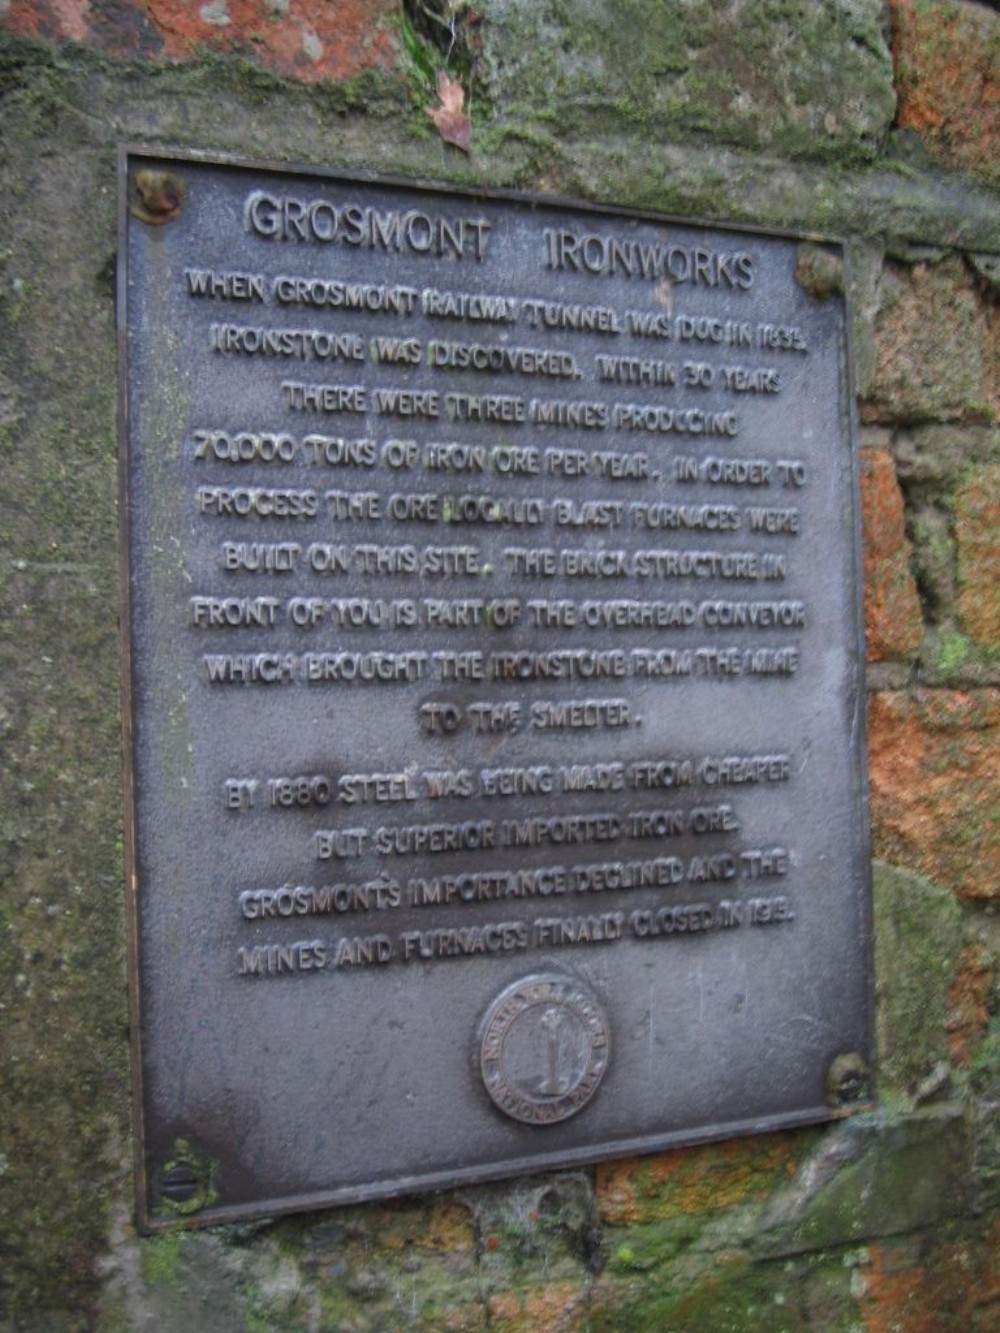 GROSMONT IRONWORKS
WHEN GROSMONT RAILWAY TUNNEL WAS DUG IN 1835,
IRONSTONE WAS DISCOVERED. WITHIN 30 YEARS
THERE WERE THREE MINES PRODUCING
70,000 TONS OF IRON ORE PER YEAR. IN ORDER TO
PROCESS THE ORE LOCALLY BLAST FURNACES WERE
BUILT ON THIS SITE. THE BRICK STRUCTURE IN
FRONT OF YOU IS PART OF THE OVERHEAD CONVEYOR
WHICH BROUGHT THE IRONSTONE FROM THE MINE
TO THE SMELTER.
BY 1880 STEEL WAS BEING MADE FROM CHEAPER
BUT SUPERIOR IMPORTED IRON ORE.
GROSMONT'S IMPORTANCE DECLINED AND THE
MINES AND FURNACES FINALLY CLOSED IN
NORTH YORK MOORS
NATIONAL PARK